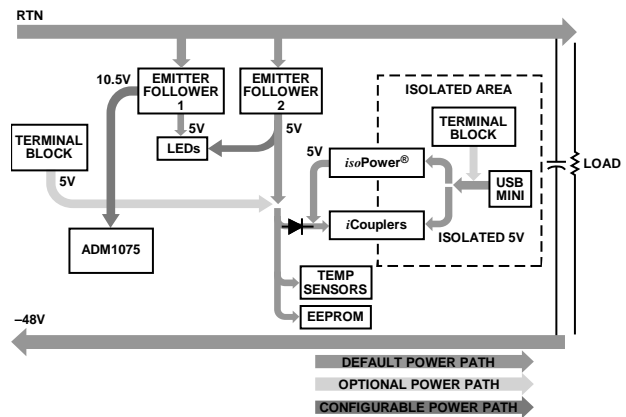 RTN
10.5V
EMITTER
FOLLOWER
1
EMITTER
FOLLOWER
2
ISOLATED AREA
TERMINAL
BLOCK
5V
5V
LEDs
TERMINAL
BLOCK
5V
5V
isoPower®
USB
MINI
LOAD
iCouplers
ISOLATED 5V
ADM1075
TEMP
SENSORS
EEPROM
–48V
DEFAULT POWER PATH
OPTIONAL POWER PATH
CONFIGURABLE POWER PATH